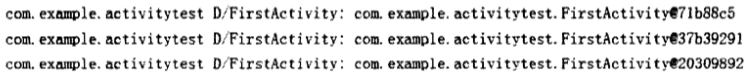 com.example.activitytest D/FirstActivity: com.example.activitytest.FirstActivity@71b88c5
com.example.activitytest D/FirstActivity: com.example.activitytest.FirstActivity@37b39291
com.example.activitytest D/FirstActivity: com.example.activitytest.FirstActivity@20309892